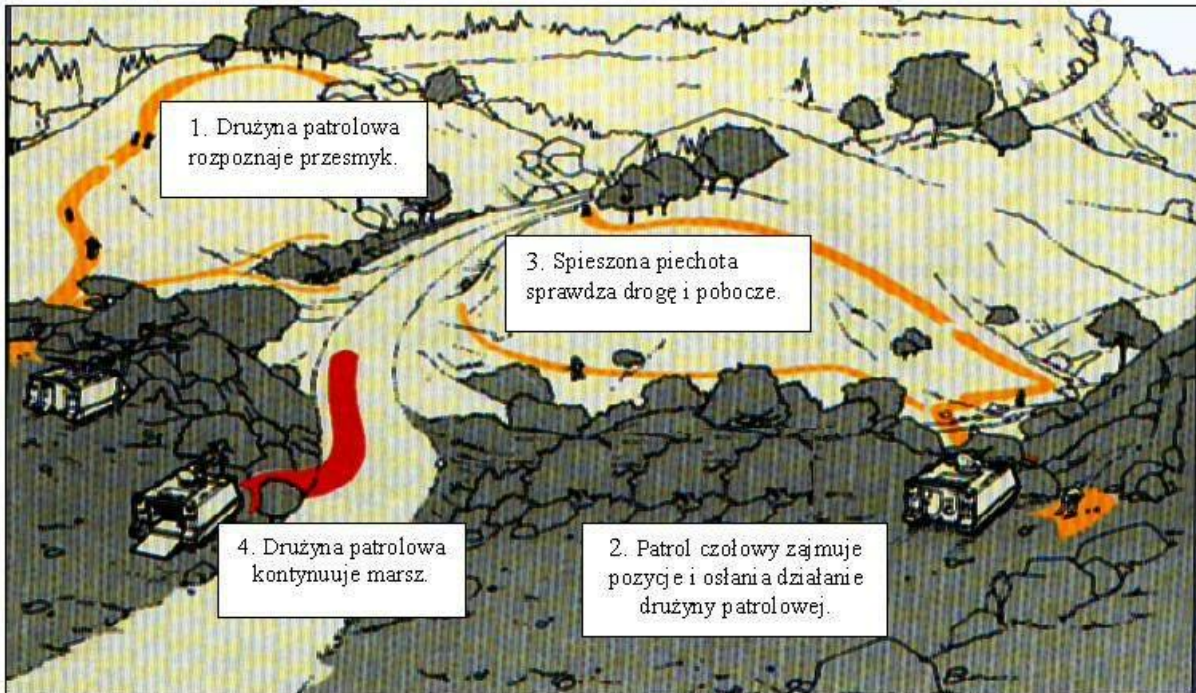 1. Drużyna patrolowa
rozpoznaje przesmyk.
3. Spieszona piechota
sprawdza drogę i pobocze.
4. Drużyna patrolowa
kontynuuje marsz.
2. Patrol czołowy zajmuje
pozycje i osłania działanie
drużyny patrolowej.